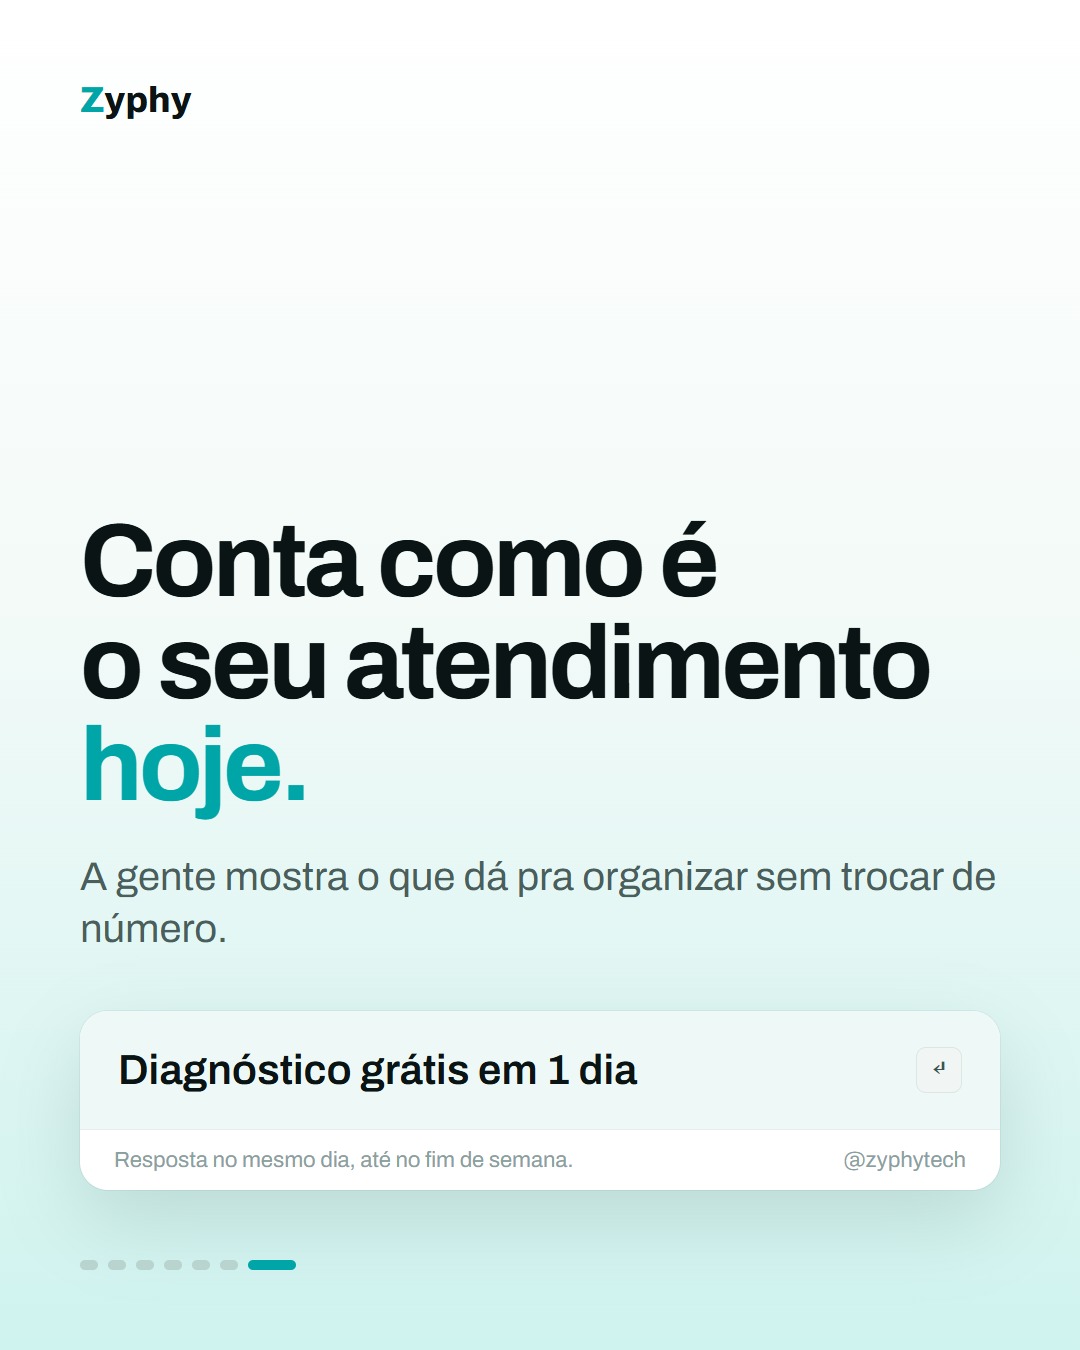 Zyphy
Conta como é
o seu atendimento
hoje.
A gente mostra o que dá pra organizar sem trocar de
número.
Diagnóstico grátis em 1 dia
Resposta no mesmo dia, até no fim de semana.
@zyphytech